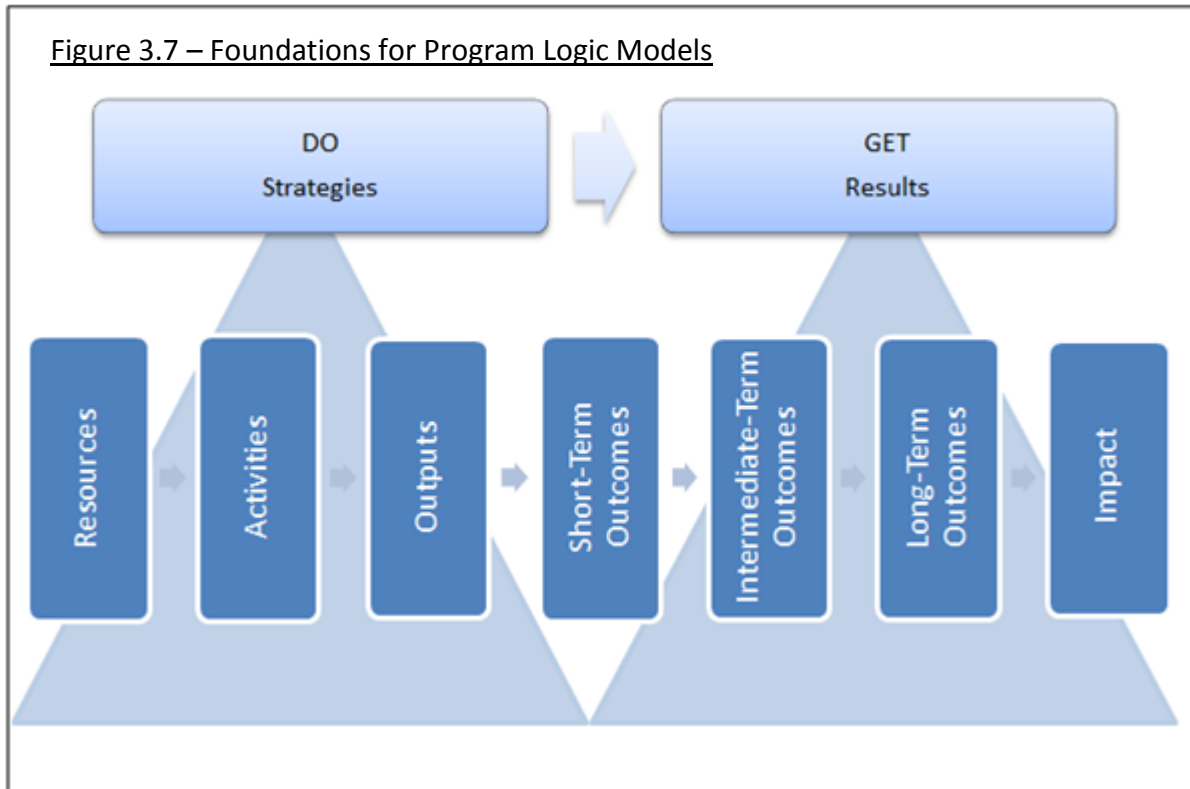 Figure 3.7 – Foundations for Program Logic Models
DO
Strategies
GET
Results
Resources
Activities
Outputs
Short-Term
Outcomes
Intermediate-Term
Outcomes
Long-Term
Outcomes
Impact